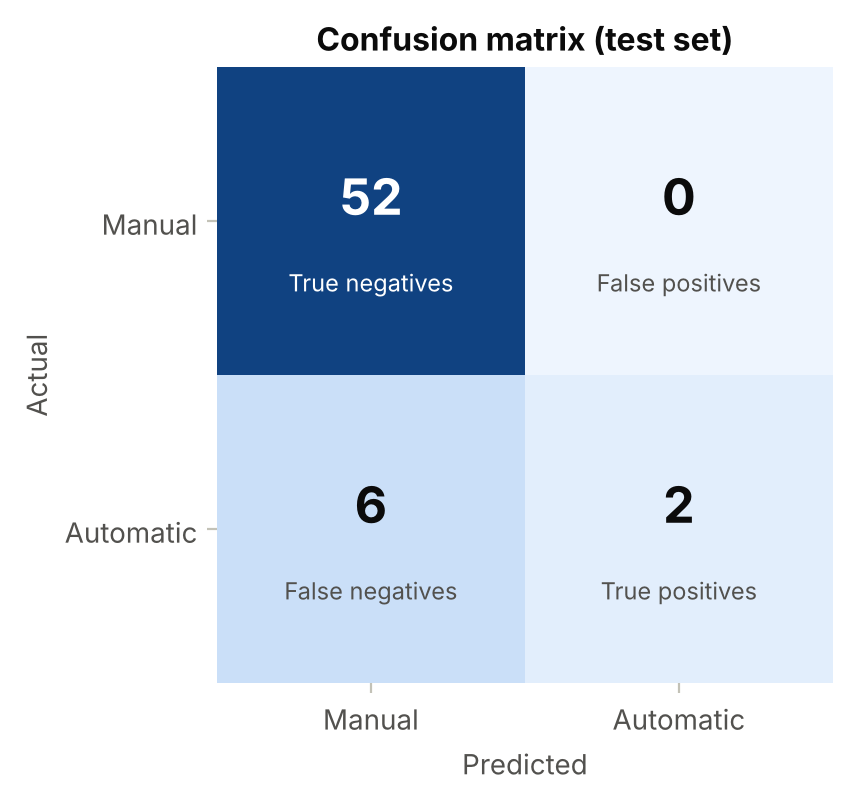 Confusion matrix (test set)
Actual
Manual
52
True negatives
0
False positives
Automatic
6
False negatives
2
True positives
Manual
Automatic
Predicted